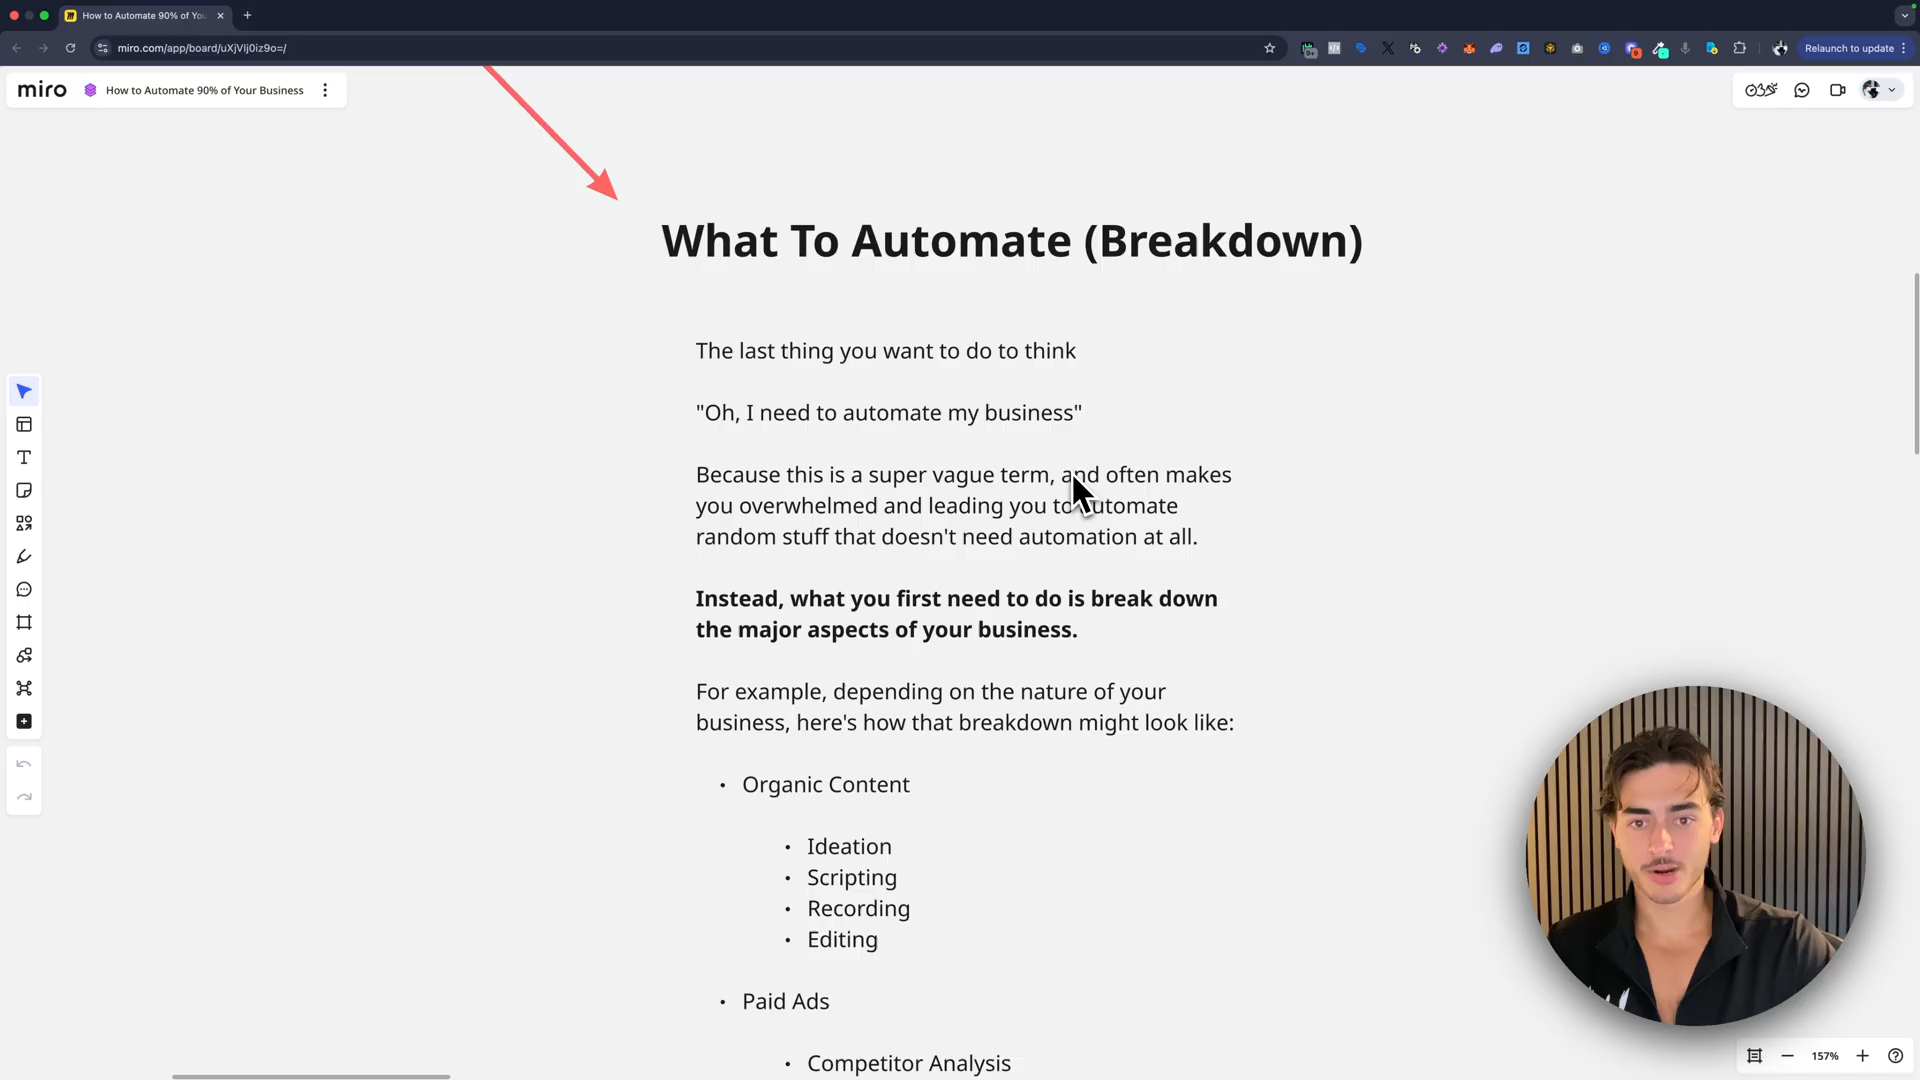 How to Automate 90% of You
miro.com/app/board/uXjVIj0iz9o=/
Relaunch to update
miro
How to Automate 90% of Your Business
What To Automate (Breakdown)
The last thing you want to do to think
"Oh, I need to automate my business"
Because this is a super vague term, and often makes
you overwhelmed and leading you to automate
random stuff that doesn't need automation at all.
Instead, what you first need to do is break down
the major aspects of your business.
For example, depending on the nature of your
business, here's how that breakdown might look like:
• Organic Content
• Ideation
• Scripting
• Recording
• Editing
• Paid Ads
• Competitor Analysis
157%